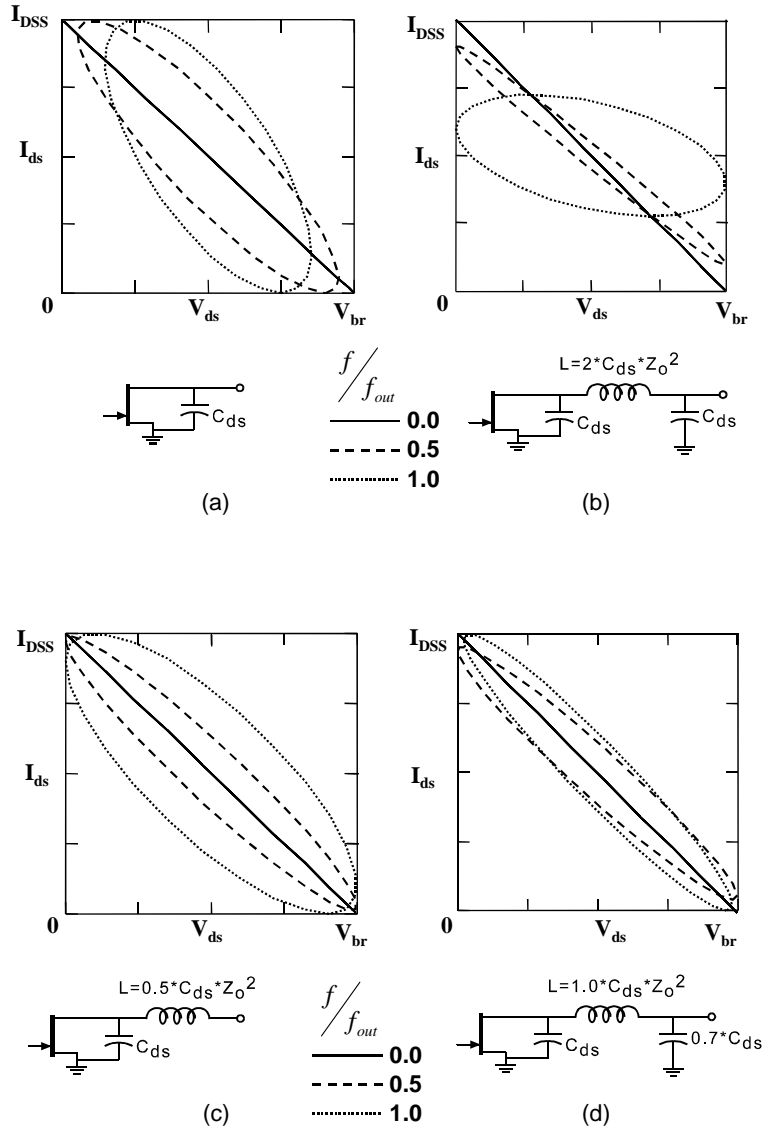 I_DSS
I_ds
0
V_ds
V_br
I_DSS
I_ds
0
V_ds
V_br
C_ds
(a)
f/f_out
0.0
0.5
1.0
L=2*C_ds*Z_o^2
C_ds
C_ds
(b)
I_DSS
I_ds
0
V_ds
V_br
I_DSS
I_ds
0
V_ds
V_br
L=0.5*C_ds*Z_o^2
C_ds
(c)
f/f_out
0.0
0.5
1.0
L=1.0*C_ds*Z_o^2
C_ds
0.7*C_ds
(d)